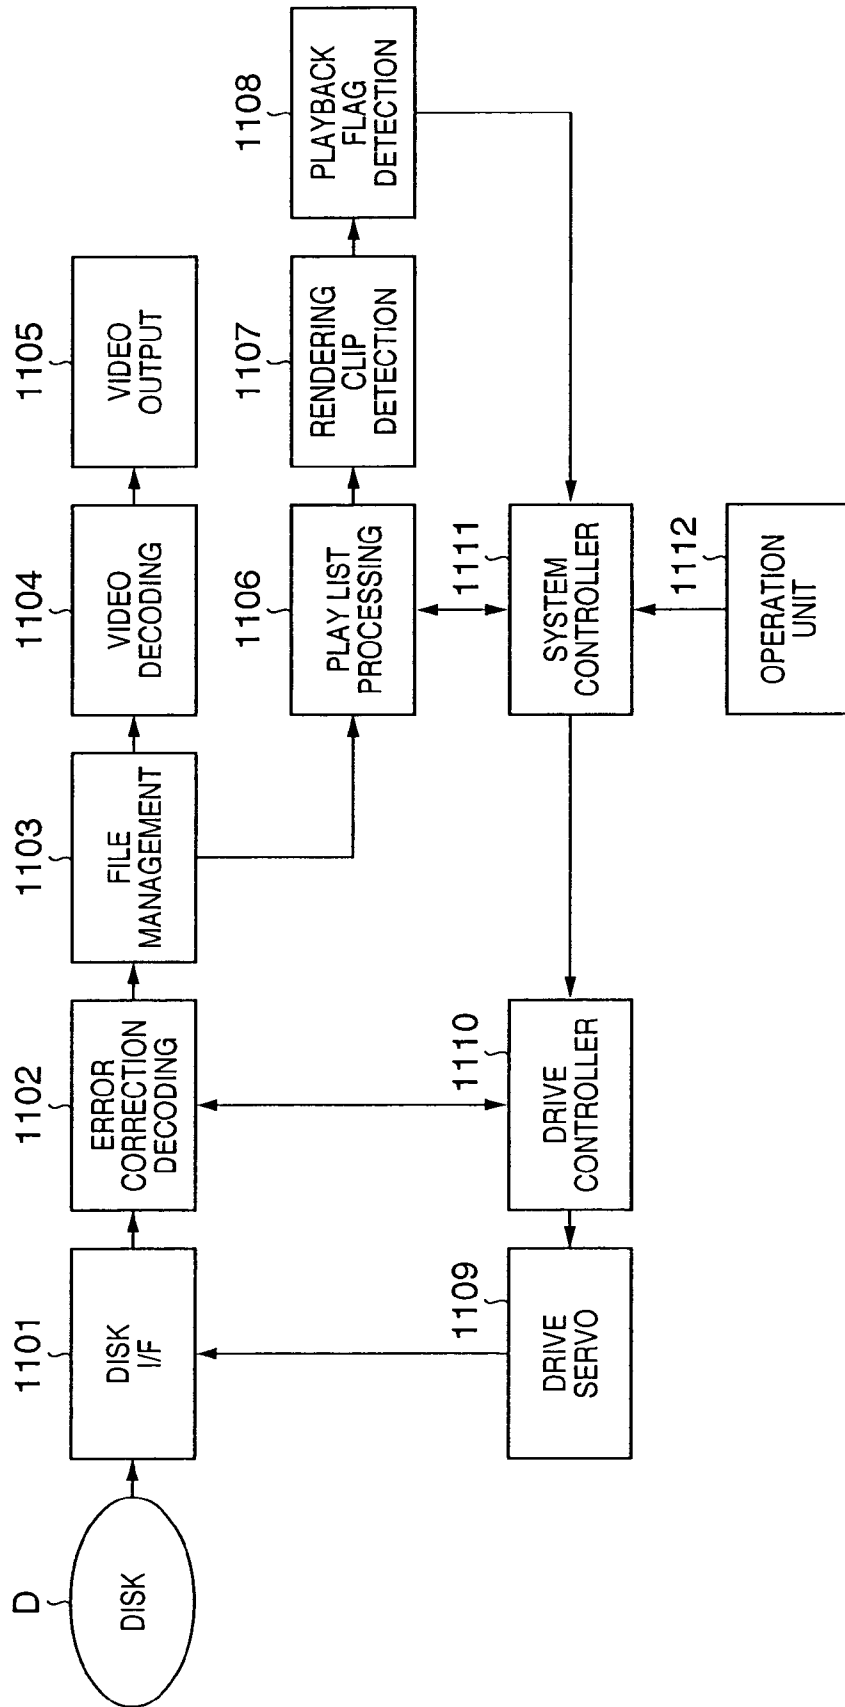 D
DISK
1101
DISK
I/F
1102
ERROR
CORRECTION
DECODING
1103
FILE
MANAGEMENT
1104
VIDEO
DECODING
1105
VIDEO
OUTPUT
1106
PLAY LIST
PROCESSING
1107
RENDERING
CLIP
DETECTION
1108
PLAYBACK
FLAG
DETECTION
1109
DRIVE
SERVO
1110
DRIVE
CONTROLLER
1111
SYSTEM
CONTROLLER
1112
OPERATION
UNIT